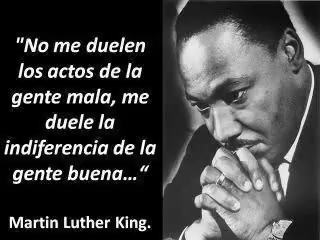 "No me duelen
los actos de la
gente mala, me
duele la
indiferencia de la
gente buena...“
Martin Luther King.